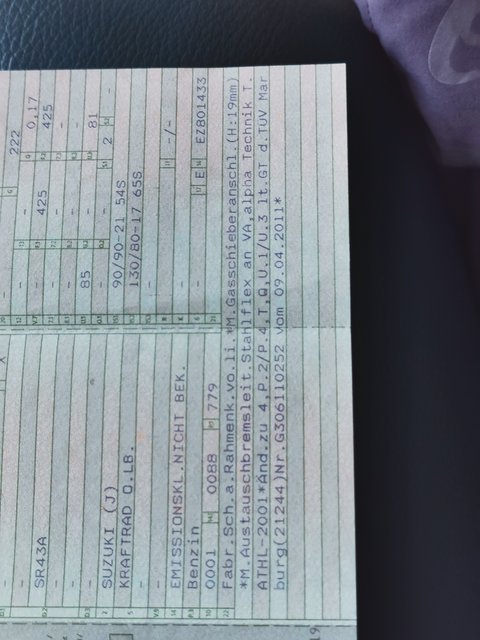 222
0,17
425 425
85 81
2
SR43A
SUZUKI (J) 90/90-21 54S
KRAFTRAD O.LB. 130/80-17 65S
EMISSIONSKL.NICHT BEK. -/-
Benzin
0001 0088 779 E EZ801433
Fabr.Sch.a.Rahmenk.vo.li.*M.Gasschieberanschl.(H:19mm)
*M.Austauschbremsleit.Stahlflex an VA,alpha Technik T.
ATHL-2001*Änd.zu 4,P.2/P.4,T,Q,U.1/U.3 lt.GT d.TÜV Mar
burg(21244)Nr.G306110252 vom 09.04.2011*
19